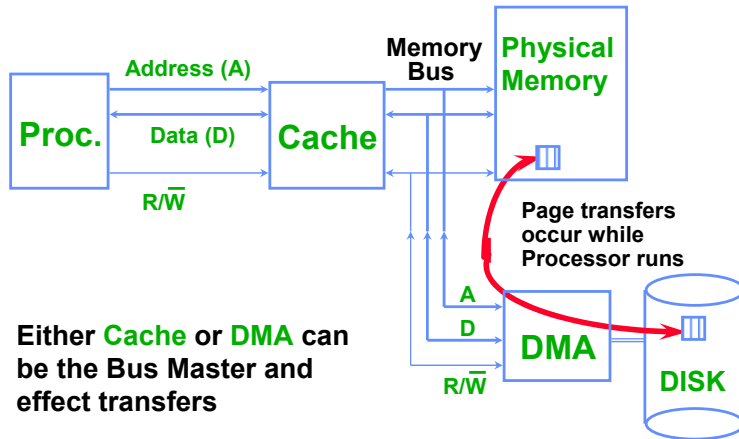 Memory
Bus
Physical
Memory
Address (A)
Proc.
Data (D)
Cache
R/W̅
Page transfers
occur while
Processor runs
A
D
R/W̅
DMA
DISK
Either Cache or DMA can
be the Bus Master and
effect transfers